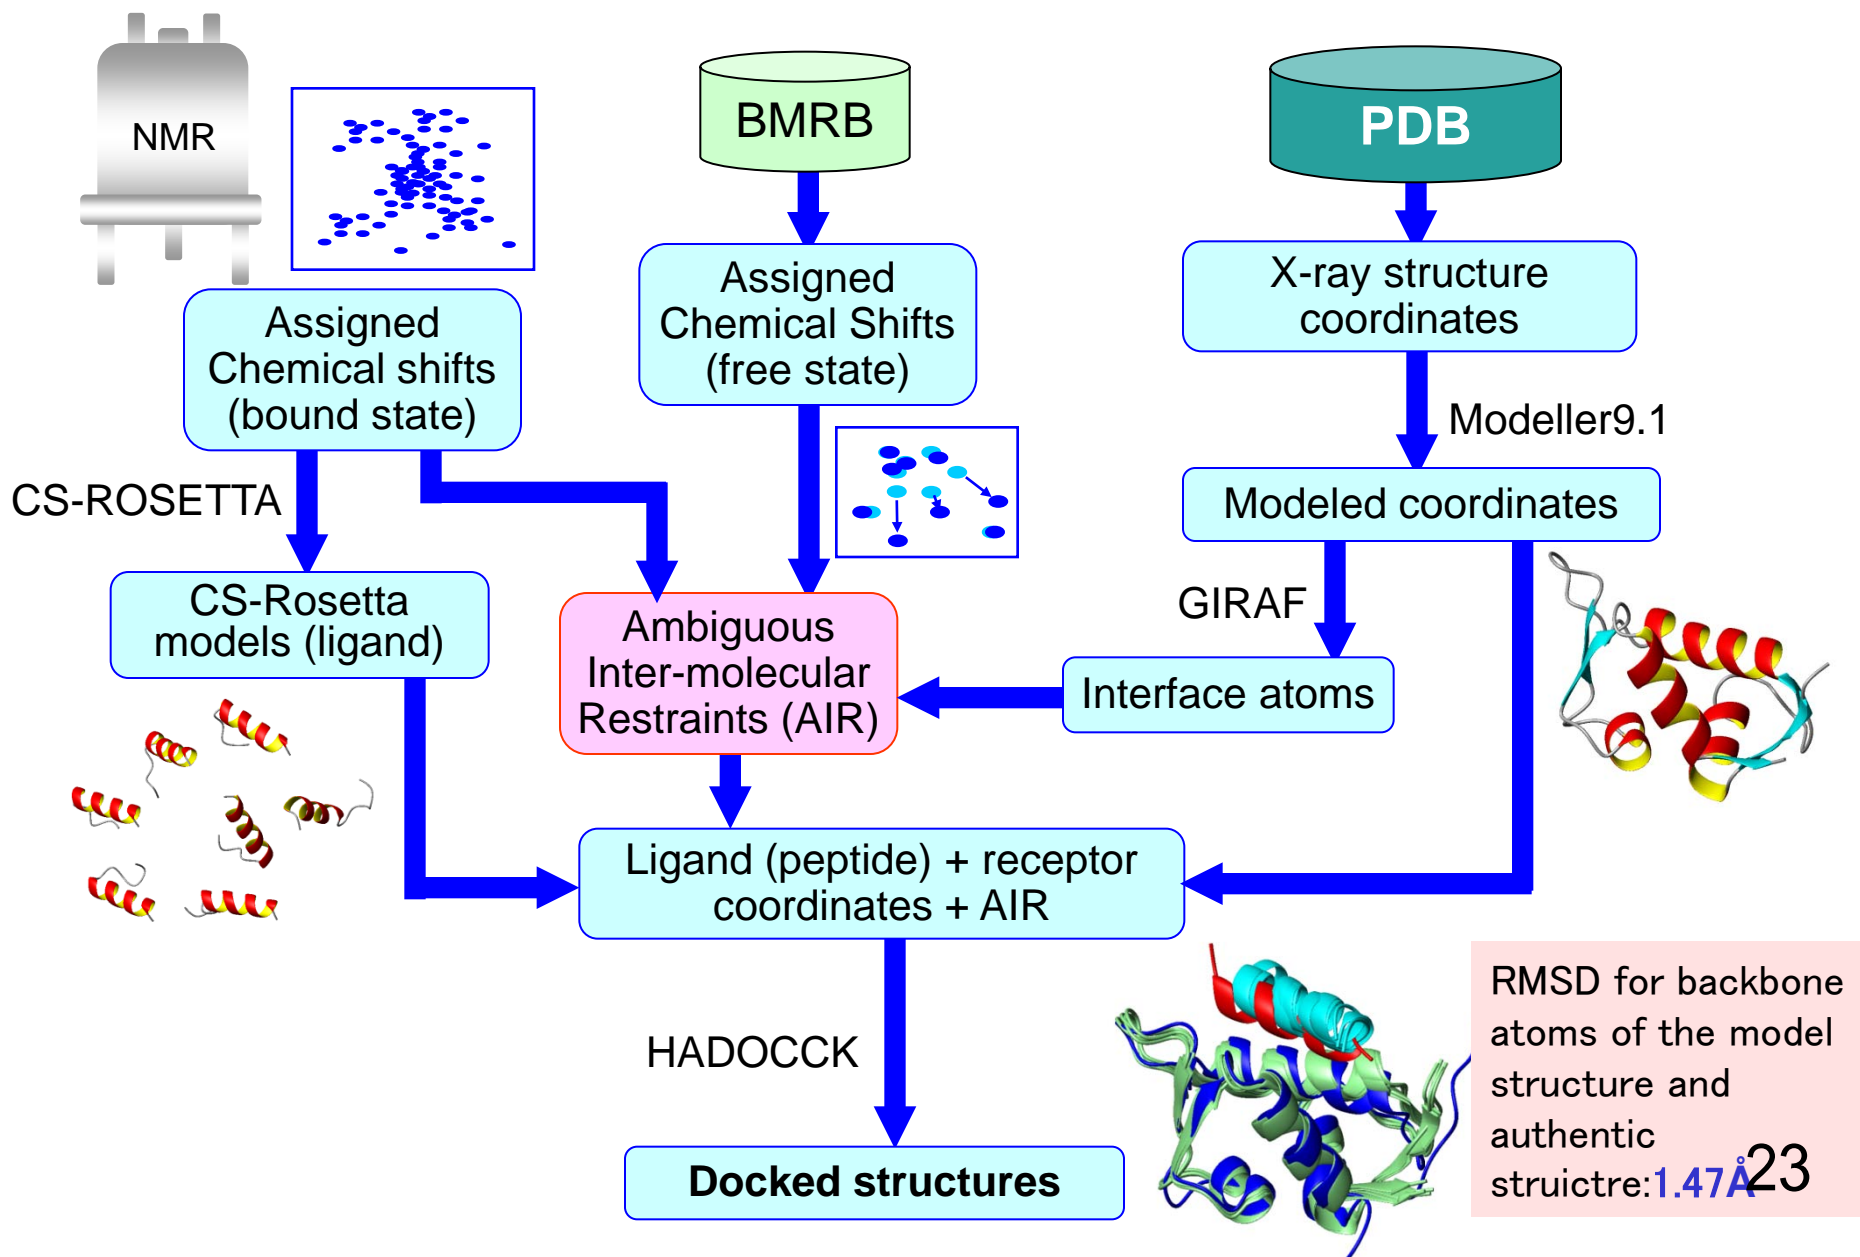 NMR
BMRB
PDB
Assigned
Chemical shifts
(bound state)
Assigned
Chemical Shifts
(free state)
X-ray structure
coordinates
Modeller9.1
CS-ROSETTA
Modeled coordinates
CS-Rosetta
models (ligand)
GIRAF
Ambiguous
Inter-molecular
Restraints (AIR)
Interface atoms
Ligand (peptide) + receptor
coordinates + AIR
HADOCCK
Docked structures
RMSD for backbone
atoms of the model
structure and
authentic
struictre:1.47Å
23